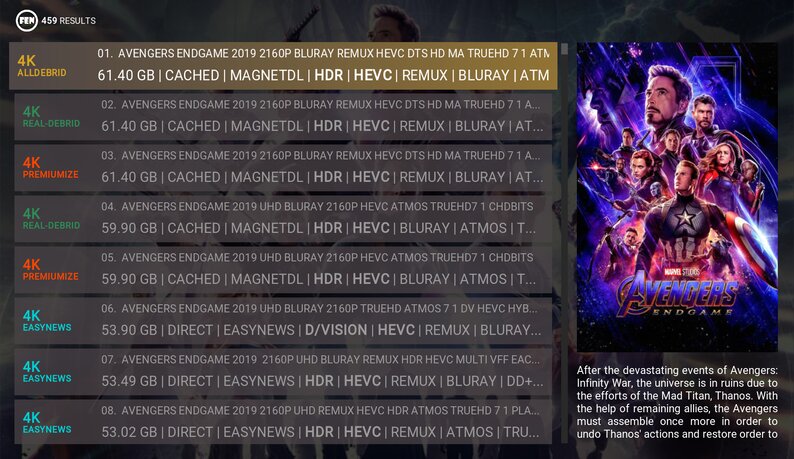 FEN 459 RESULTS
4K
ALLDEBRID
01. AVENGERS ENDGAME 2019 2160P BLURAY REMUX HEVC DTS HD MA TRUEHD 7 1 ATM
61.40 GB | CACHED | MAGNETDL | HDR | HEVC | REMUX | BLURAY | ATM
4K
REAL-DEBRID
02. AVENGERS ENDGAME 2019 2160P BLURAY REMUX HEVC DTS HD MA TRUEHD 7 1 A...
61.40 GB | CACHED | MAGNETDL | HDR | HEVC | REMUX | BLURAY | AT...
4K
PREMIUMIZE
03. AVENGERS ENDGAME 2019 2160P BLURAY REMUX HEVC DTS HD MA TRUEHD 7 1 A...
61.40 GB | CACHED | MAGNETDL | HDR | HEVC | REMUX | BLURAY | AT...
4K
REAL-DEBRID
04. AVENGERS ENDGAME 2019 UHD BLURAY 2160P HEVC ATMOS TRUEHD7 1 CHDBITS
59.90 GB | CACHED | MAGNETDL | HDR | HEVC | BLURAY | ATMOS | T...
4K
PREMIUMIZE
05. AVENGERS ENDGAME 2019 UHD BLURAY 2160P HEVC ATMOS TRUEHD7 1 CHDBITS
59.90 GB | CACHED | MAGNETDL | HDR | HEVC | BLURAY | ATMOS | T...
4K
EASYNEWS
06. AVENGERS ENDGAME 2019 UHD BLURAY 2160P TRUEHD ATMOS 7 1 DV HEVC HYB...
53.90 GB | DIRECT | EASYNEWS | D/VISION | HEVC | REMUX | BLURAY...
4K
EASYNEWS
07. AVENGERS ENDGAME 2019 2160P UHD BLURAY REMUX HDR HEVC MULTI VFF EAC...
53.49 GB | DIRECT | EASYNEWS | HDR | HEVC | REMUX | BLURAY | DD+...
4K
EASYNEWS
08. AVENGERS ENDGAME 2019 2160P UHD REMUX HEVC HDR ATMOS TRUEHD 7 1 PLA...
53.02 GB | DIRECT | EASYNEWS | HDR | HEVC | REMUX | ATMOS | TRU...
MARVEL STUDIOS
AVENGERS
ENDGAME
After the devastating events of Avengers:
Infinity War, the universe is in ruins due to
the efforts of the Mad Titan, Thanos. With
the help of remaining allies, the Avengers
must assemble once more in order to
undo Thanos' actions and restore order to